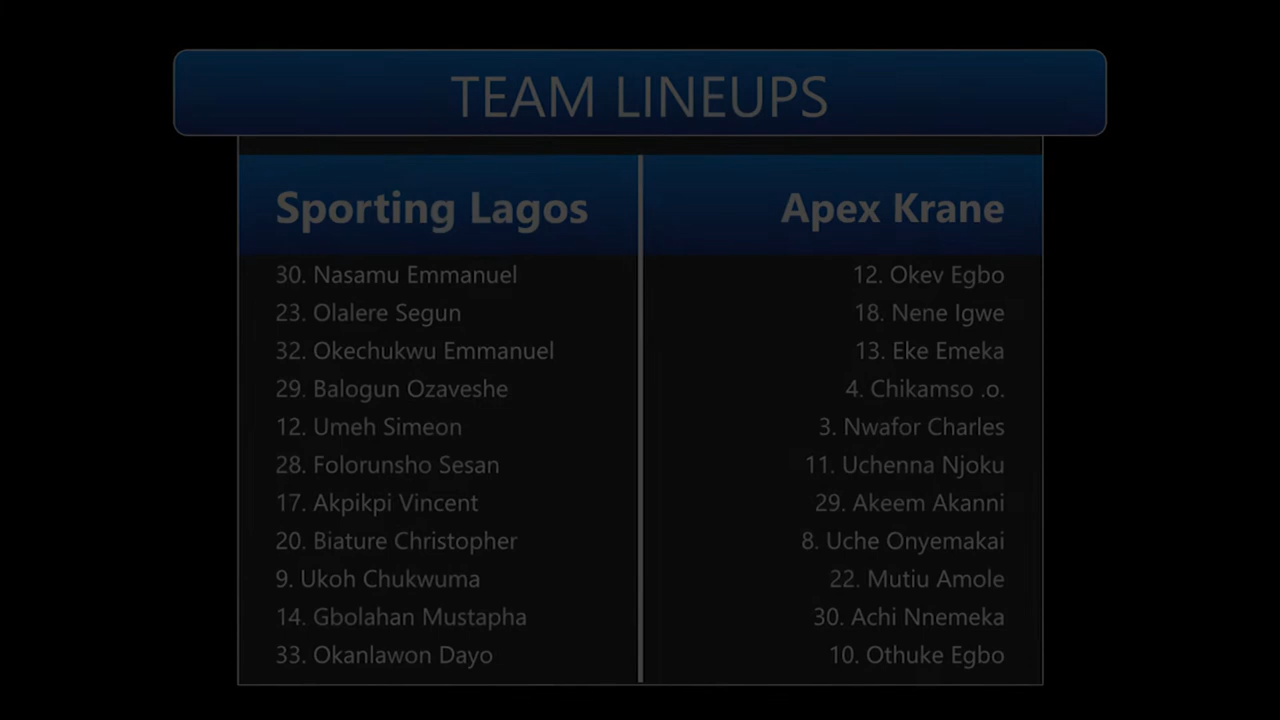 TEAM LINEUPS
Sporting Lagos
30. Nasamu Emmanuel
23. Olalere Segun
32. Okechukwu Emmanuel
29. Balogun Ozaveshe
12. Umeh Simeon
28. Folorunsho Sesan
17. Akpikpi Vincent
20. Biature Christopher
9. Ukoh Chukwuma
14. Gbolahan Mustapha
33. Okanlawon Dayo
Apex Krane
12. Okev Egbo
18. Nene Igwe
13. Eke Emeka
4. Chikamso .o.
3. Nwafor Charles
11. Uchenna Njoku
29. Akeem Akanni
8. Uche Onyemakai
22. Mutiu Amole
30. Achi Nnemeka
10. Othuke Egbo